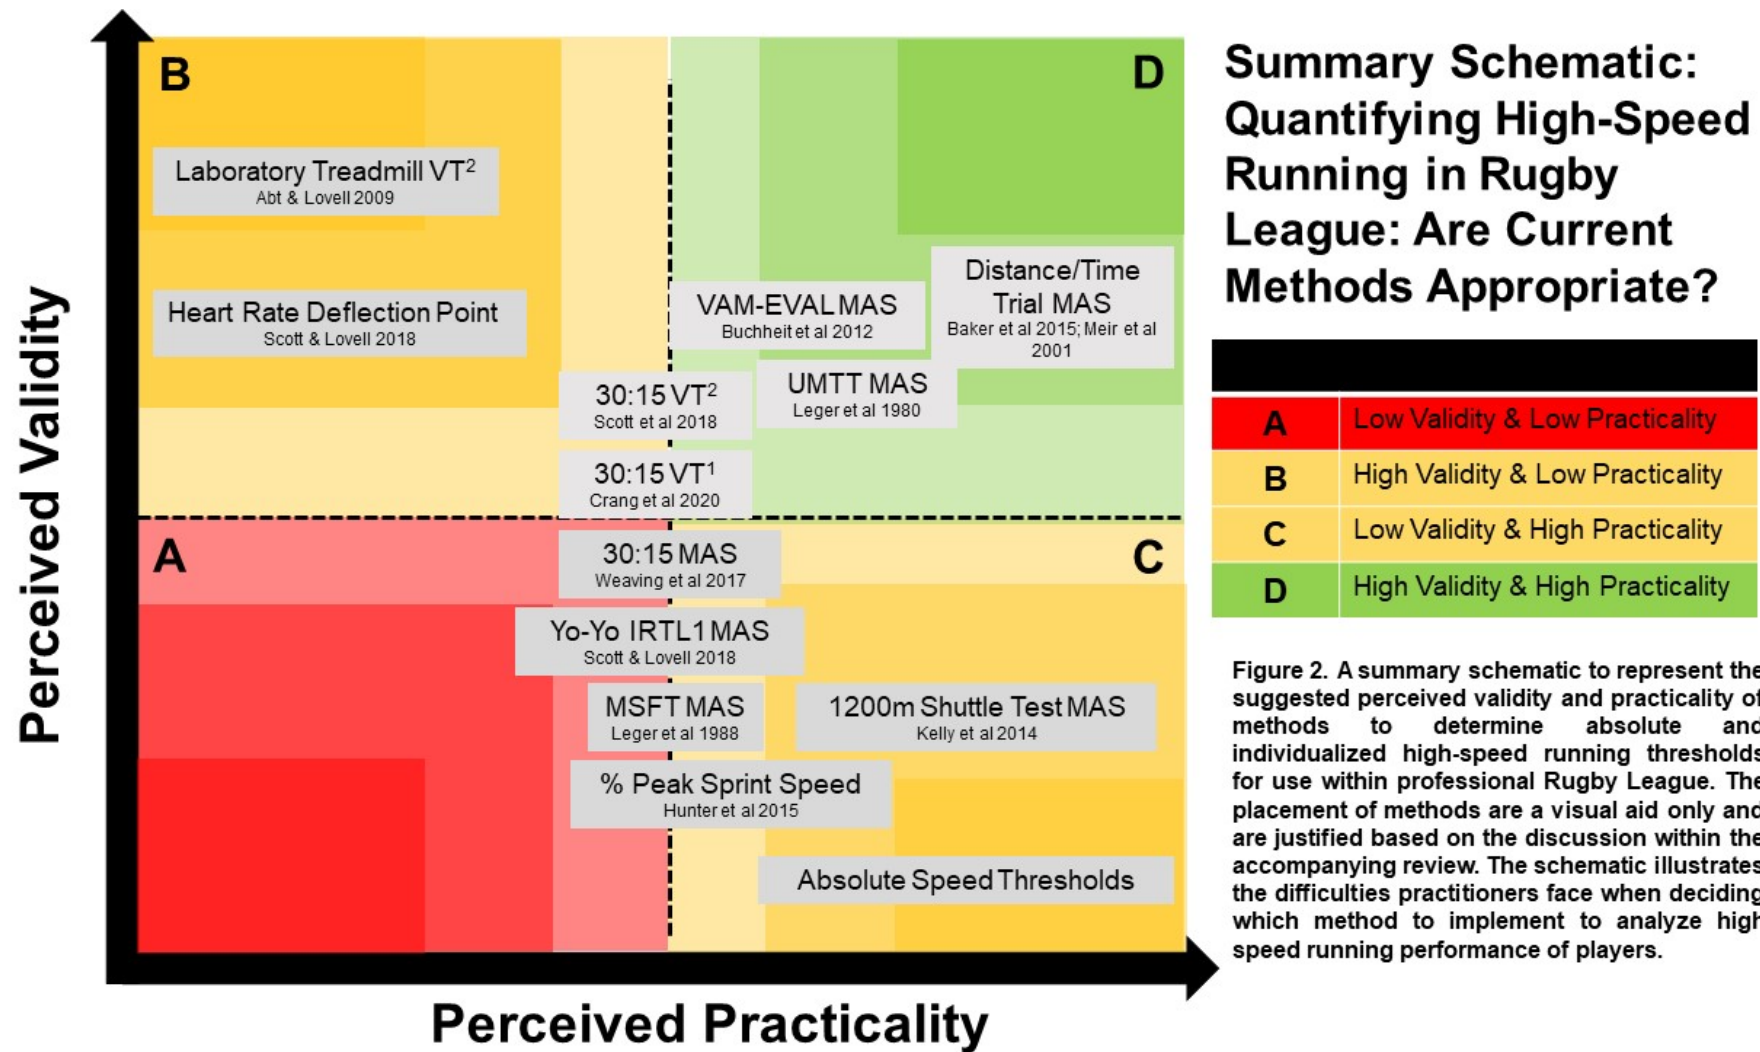 B
D
Laboratory Treadmill VT²
Abt & Lovell 2009
Heart Rate Deflection Point
Scott & Lovell 2018
VAM-EVAL MAS
Buchheit et al 2012
Distance/Time
Trial MAS
Baker et al 2015; Meir et al
2001
30:15 VT²
Scott et al 2018
UMTT MAS
Leger et al 1980
30:15 VT¹
Crang et al 2020
A
C
30:15 MAS
Weaving et al 2017
Yo-Yo IRTL1 MAS
Scott & Lovell 2018
MSFT MAS
Leger et al 1988
1200m Shuttle Test MAS
Kelly et al 2014
% Peak Sprint Speed
Hunter et al 2015
Absolute Speed Thresholds
Perceived Validity
Perceived Practicality
Summary Schematic:
Quantifying High-Speed
Running in Rugby
League: Are Current
Methods Appropriate?
A Low Validity & Low Practicality
B High Validity & Low Practicality
C Low Validity & High Practicality
D High Validity & High Practicality
Figure 2. A summary schematic to represent the
suggested perceived validity and practicality of
methods to determine absolute and
individualized high-speed running thresholds
for use within professional Rugby League. The
placement of methods are a visual aid only and
are justified based on the discussion within the
accompanying review. The schematic illustrates
the difficulties practitioners face when deciding
which method to implement to analyze high
speed running performance of players.